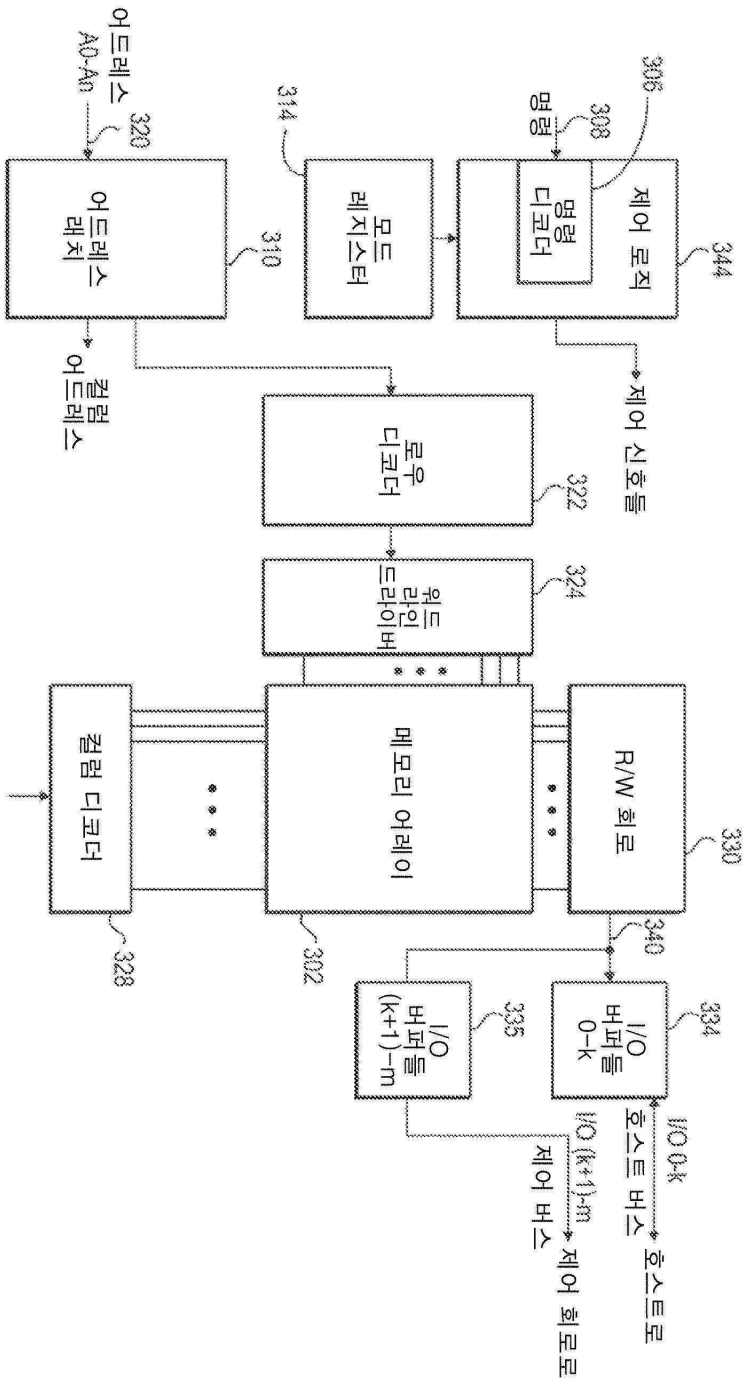 306
308
명령
명령
디코더
제어 로직
344
제어 신호들
314
모드
레지스터
어드레스
A0-An
320
어드레스
래치
310
컬럼
어드레스
로우
디코더
322
워드
라인
드라이버
324
R/W 회로
330
메모리 어레이
302
컬럼 디코더
328
340
I/O
버퍼들
0-k
334
I/O 0-k
호스트 버스
호스트로
335
I/O
버퍼들
(k+1)-m
I/O (k+1)-m
제어 버스
제어 회로로